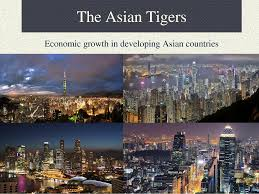 The Asian Tigers
Economic growth in developing Asian countries